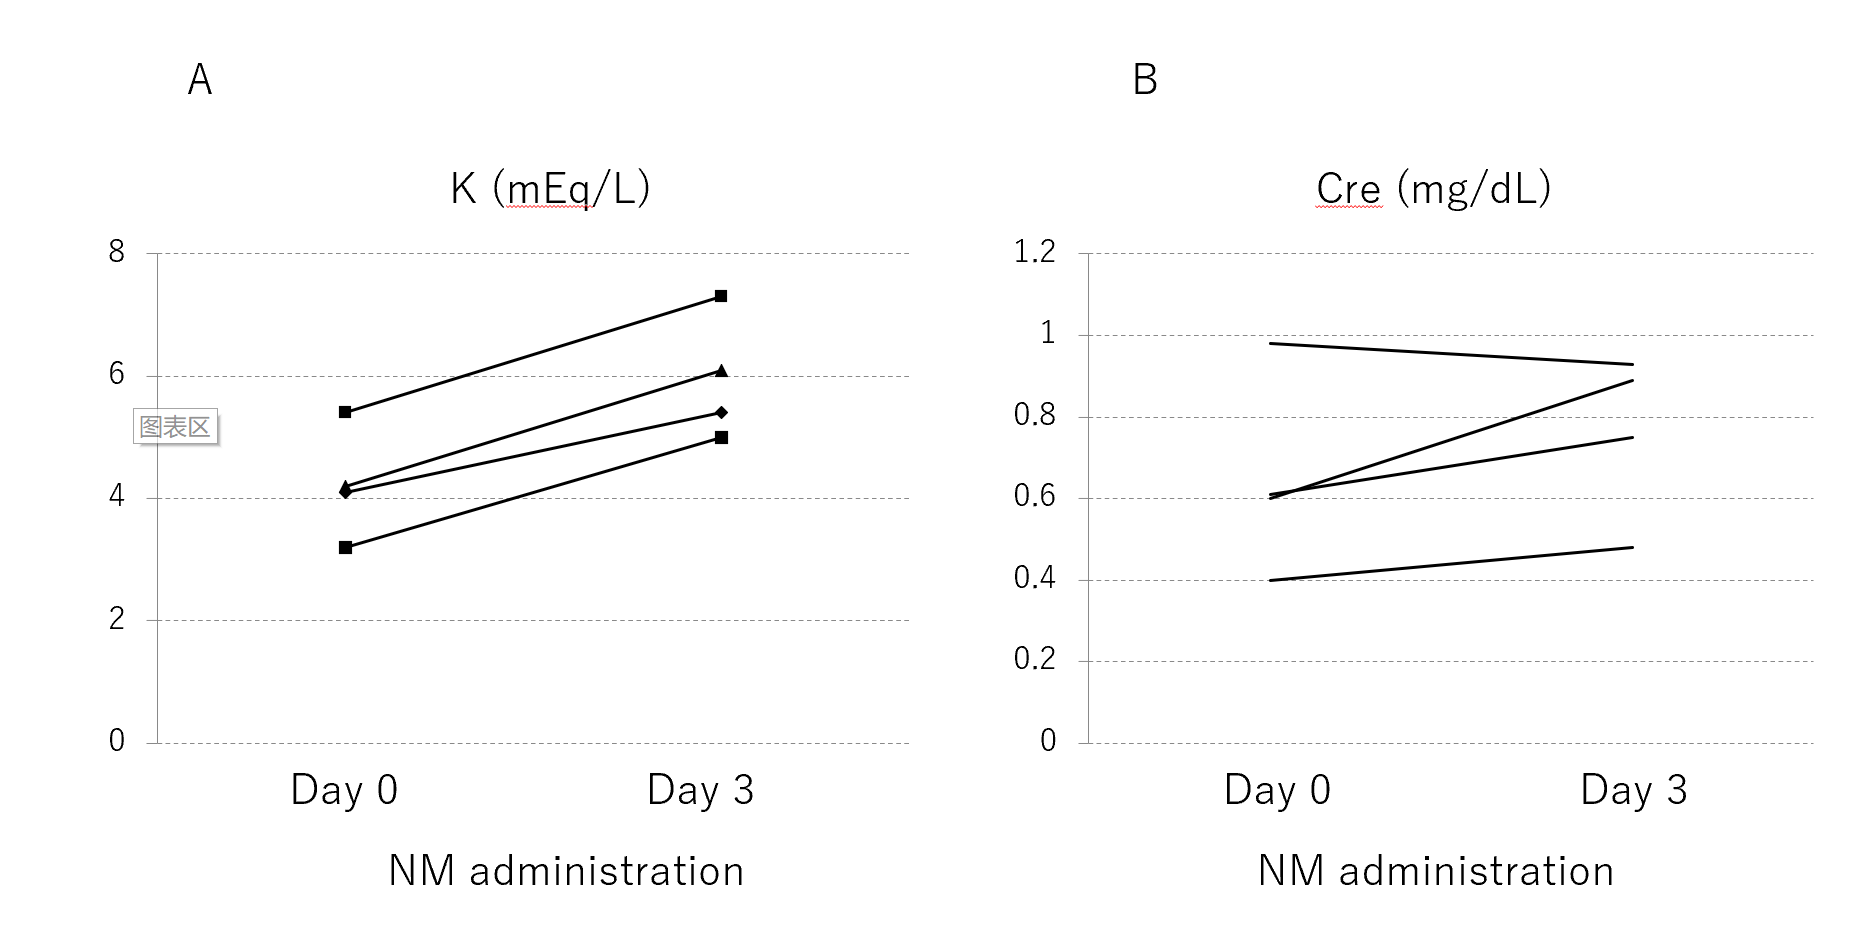 A
K (mEq/L)
8
6
图表区
4
2
0
Day 0 Day 3
NM administration
B
Cre (mg/dL)
1.2
1
0.8
0.6
0.4
0.2
0
Day 0 Day 3
NM administration